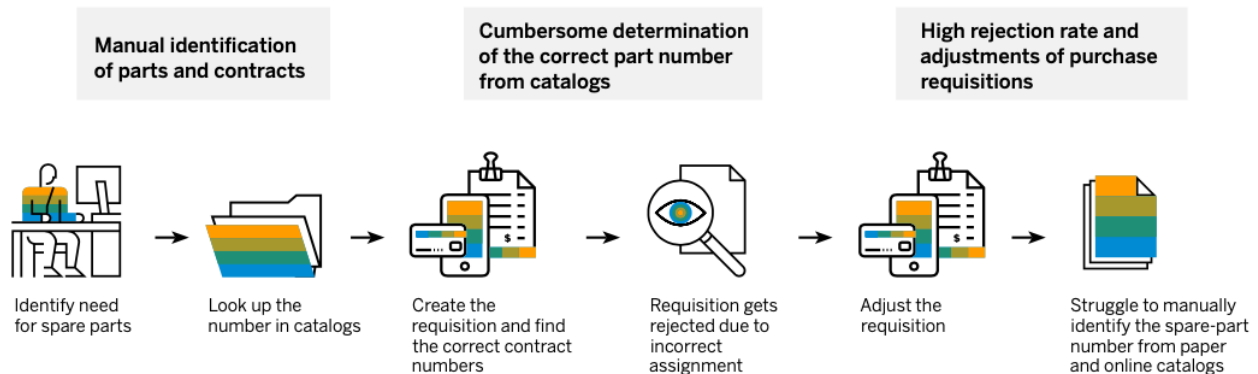 Manual identification
of parts and contracts
Cumbersome determination
of the correct part number
from catalogs
High rejection rate and
adjustments of purchase
requisitions
$
$
Identify need
for spare parts
Look up the
number in catalogs
Create the
requisition and find
the correct contract
numbers
Requisition gets
rejected due to
incorrect
assignment
Adjust the
requisition
Struggle to manually
identify the spare-part
number from paper
and online catalogs